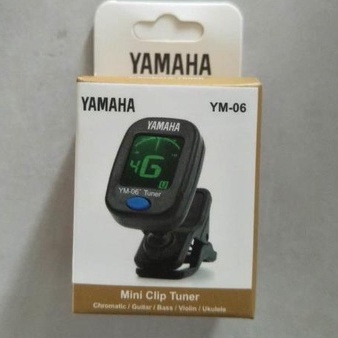 YAMAHA
YAMAHA
YM-06
YAMAHA
4G
YM-06 Tuner
Mini Clip Tuner
Chromatic / Guitar / Bass / Violin / Ukulele